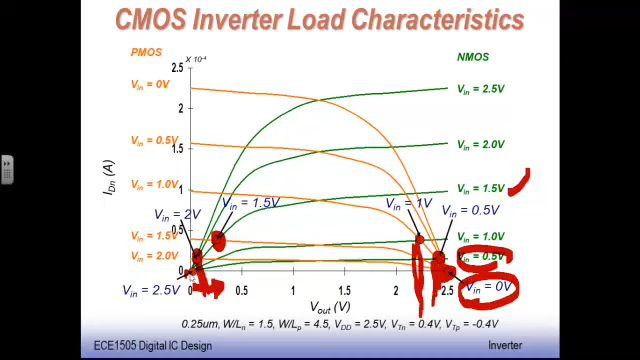 CMOS Inverter Load Characteristics
PMOS
NMOS
X 10⁻⁴
2.5
2
1.5
1
0.5
0
I_Dn (A)
V_in = 0V
V_in = 0.5V
V_in = 1.0V
V_in = 1.5V
V_in = 2.0V
V_in = 2.5V
V_in = 2.0V
V_in = 1.5V
V_in = 1.0V
V_in = 0.5V
V_in = 2V
V_in = 1.5V
V_in = 1V
V_in = 0.5V
V_in = 2.5V
V_in = 0V
0 0.5 1 1.5 2 2.5
V_out (V)
0.25um, W/L_n = 1.5, W/L_p = 4.5, V_DD = 2.5V, V_Tn = 0.4V, V_Tp = -0.4V
ECE1505 Digital IC Design Inverter